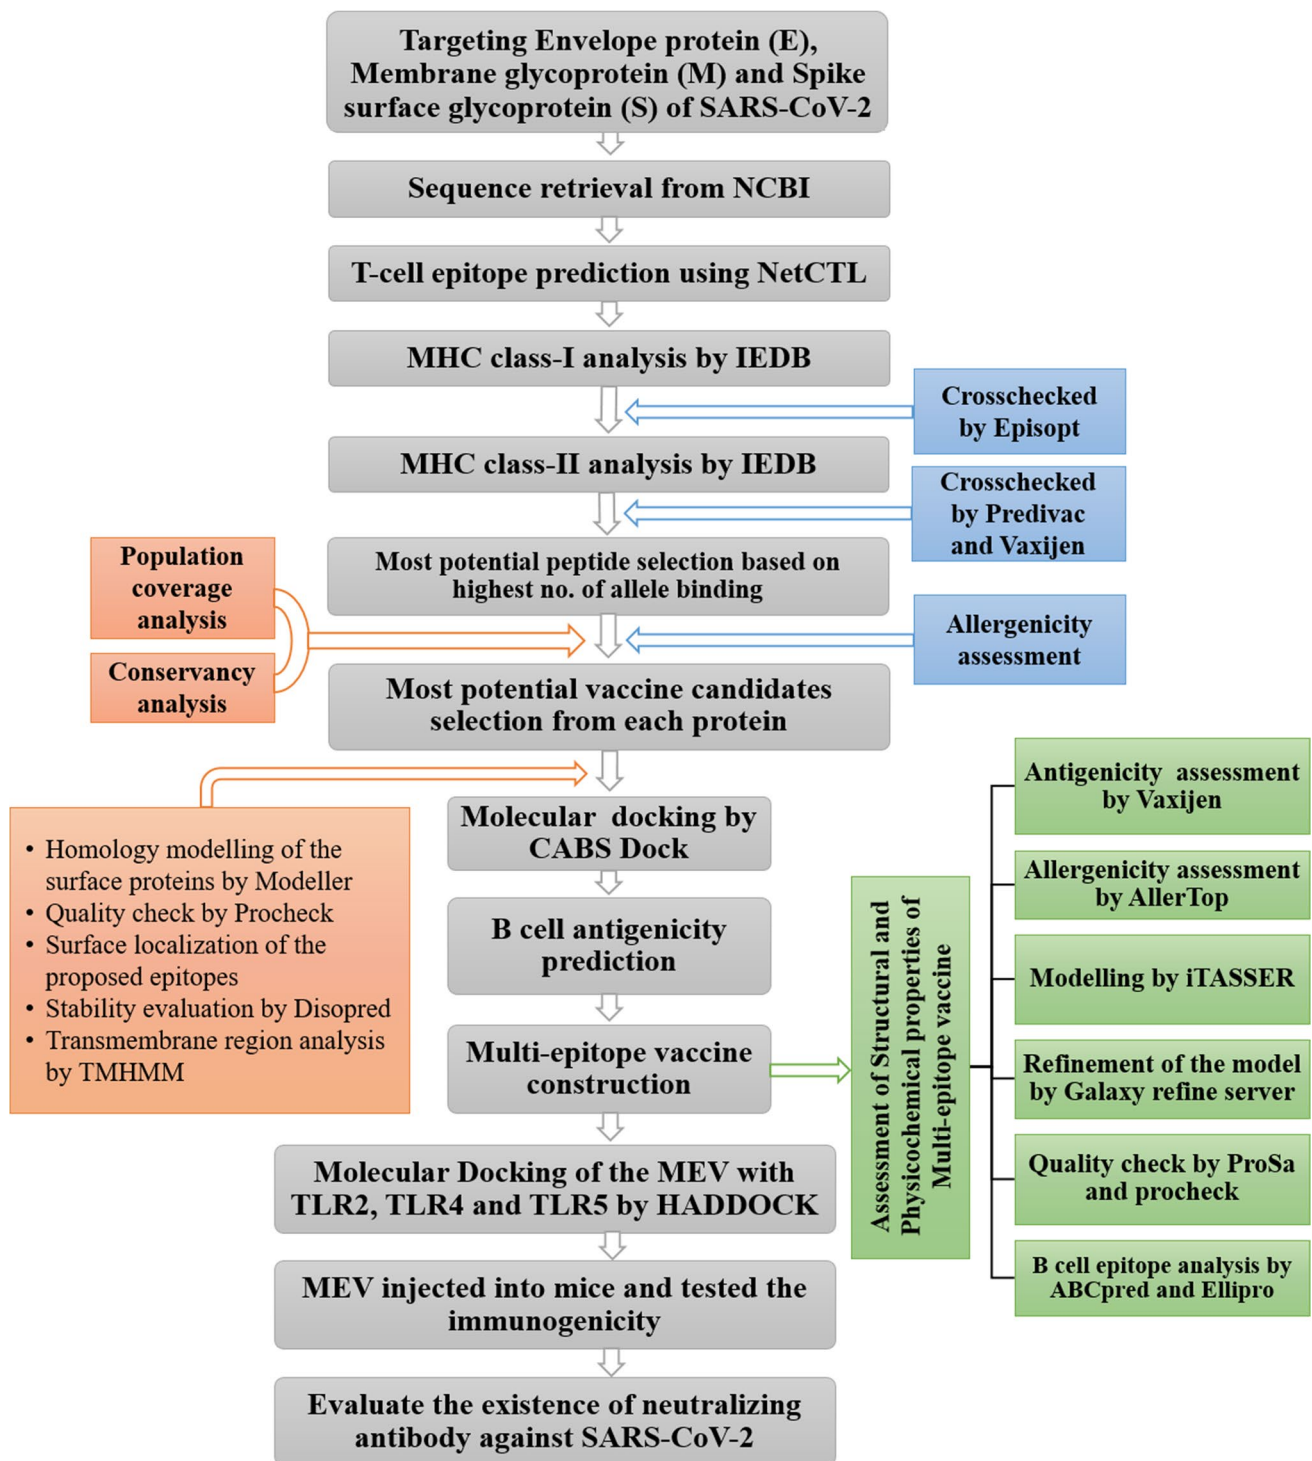 Targeting Envelope protein (E),
Membrane glycoprotein (M) and Spike
surface glycoprotein (S) of SARS-CoV-2
Sequence retrieval from NCBI
T-cell epitope prediction using NetCTL
MHC class-I analysis by IEDB
Crosschecked
by Episopt
MHC class-II analysis by IEDB
Crosschecked
by Predivac
and Vaxijen
Most potential peptide selection based on
highest no. of allele binding
Population
coverage
analysis
Conservancy
analysis
Allergenicity
assessment
Most potential vaccine candidates
selection from each protein
• Homology modelling of the
surface proteins by Modeller
• Quality check by Procheck
• Surface localization of the
proposed epitopes
• Stability evaluation by Disopred
• Transmembrane region analysis
by TMHMM
Molecular docking by
CABS Dock
B cell antigenicity
prediction
Multi-epitope vaccine
construction
Assessment of Structural and
Physicochemical properties of
Multi-epitope vaccine
Antigenicity assessment
by Vaxijen
Allergenicity assessment
by AllerTop
Modelling by iTASSER
Refinement of the model
by Galaxy refine server
Quality check by ProSa
and procheck
B cell epitope analysis by
ABCpred and Ellipro
Molecular Docking of the MEV with
TLR2, TLR4 and TLR5 by HADDOCK
MEV injected into mice and tested the
immunogenicity
Evaluate the existence of neutralizing
antibody against SARS-CoV-2